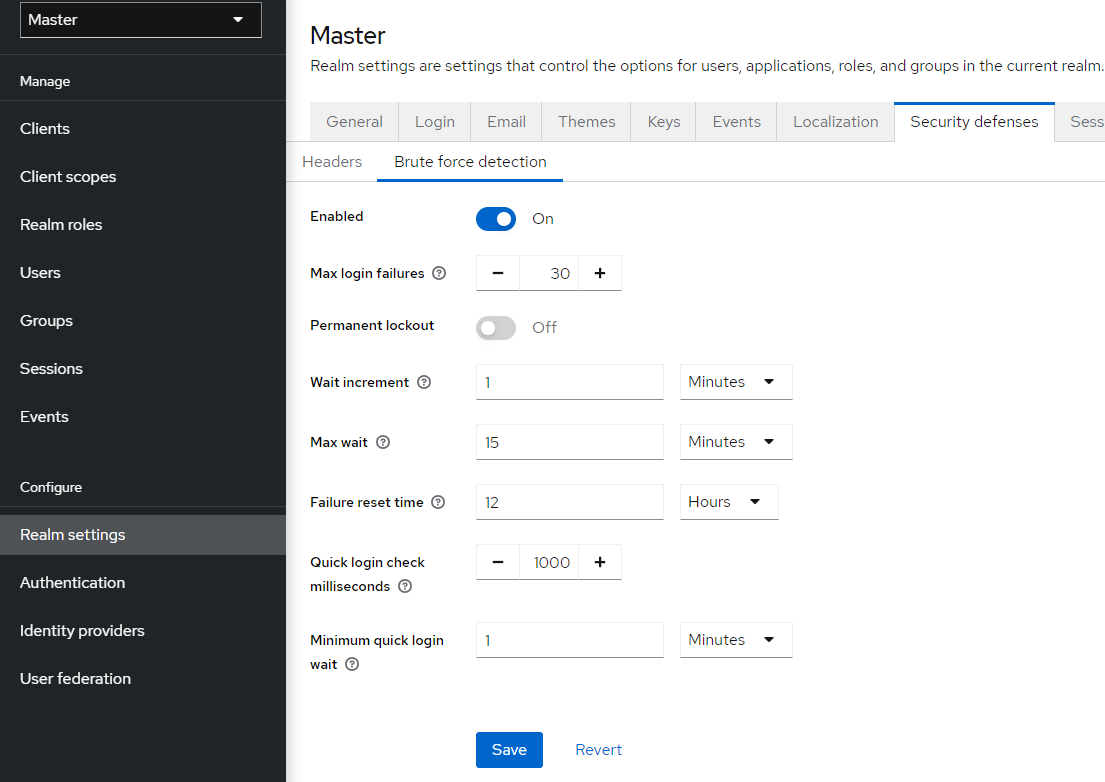 Master
Manage
Clients
Client scopes
Realm roles
Users
Groups
Sessions
Events
Configure
Realm settings
Authentication
Identity providers
User federation
Master
Realm settings are settings that control the options for users, applications, roles, and groups in the current realm.
General Login Email Themes Keys Events Localization Security defenses Sess
Headers Brute force detection
Enabled On
Max login failures ? − 30 +
Permanent lockout Off
Wait increment ? 1 Minutes
Max wait ? 15 Minutes
Failure reset time ? 12 Hours
Quick login check
milliseconds ? − 1000 +
Minimum quick login
wait ? 1 Minutes
Save Revert